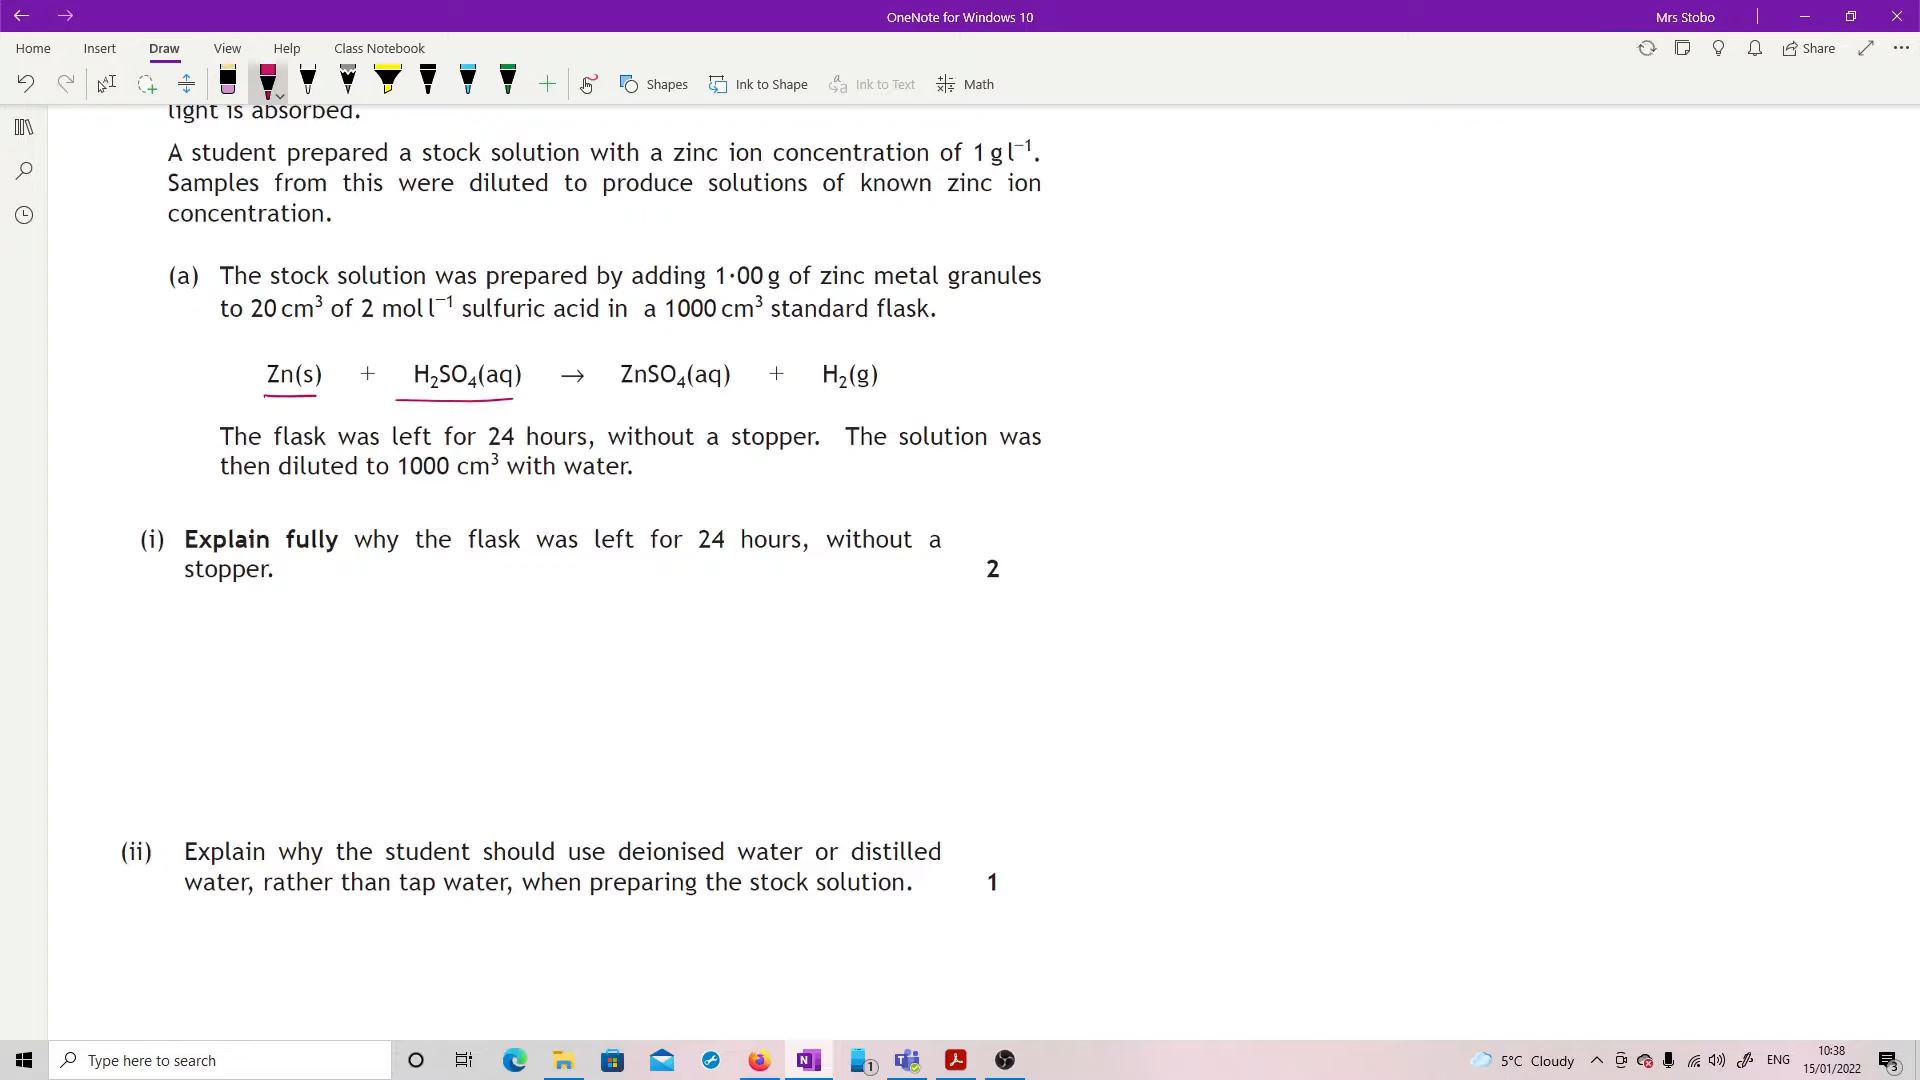 OneNote for Windows 10
Mrs Stobo
Home Insert Draw View Help Class Notebook
Share
Shapes Ink to Shape Ink to Text Math
light is absorbed.
A student prepared a stock solution with a zinc ion concentration of 1 g l⁻¹.
Samples from this were diluted to produce solutions of known zinc ion
concentration.
(a) The stock solution was prepared by adding 1·00 g of zinc metal granules
to 20 cm³ of 2 mol l⁻¹ sulfuric acid in a 1000 cm³ standard flask.
Zn(s) + H₂SO₄(aq) → ZnSO₄(aq) + H₂(g)
The flask was left for 24 hours, without a stopper. The solution was
then diluted to 1000 cm³ with water.
(i) Explain fully why the flask was left for 24 hours, without a
stopper. 2
(ii) Explain why the student should use deionised water or distilled
water, rather than tap water, when preparing the stock solution. 1
Type here to search
5°C Cloudy
ENG
10:38
15/01/2022
1
3